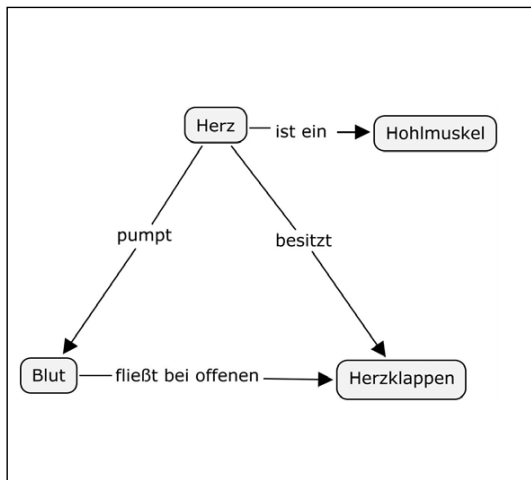 Herz
ist ein
Hohlmuskel
pumpt
besitzt
Blut
fließt bei offenen
Herzklappen